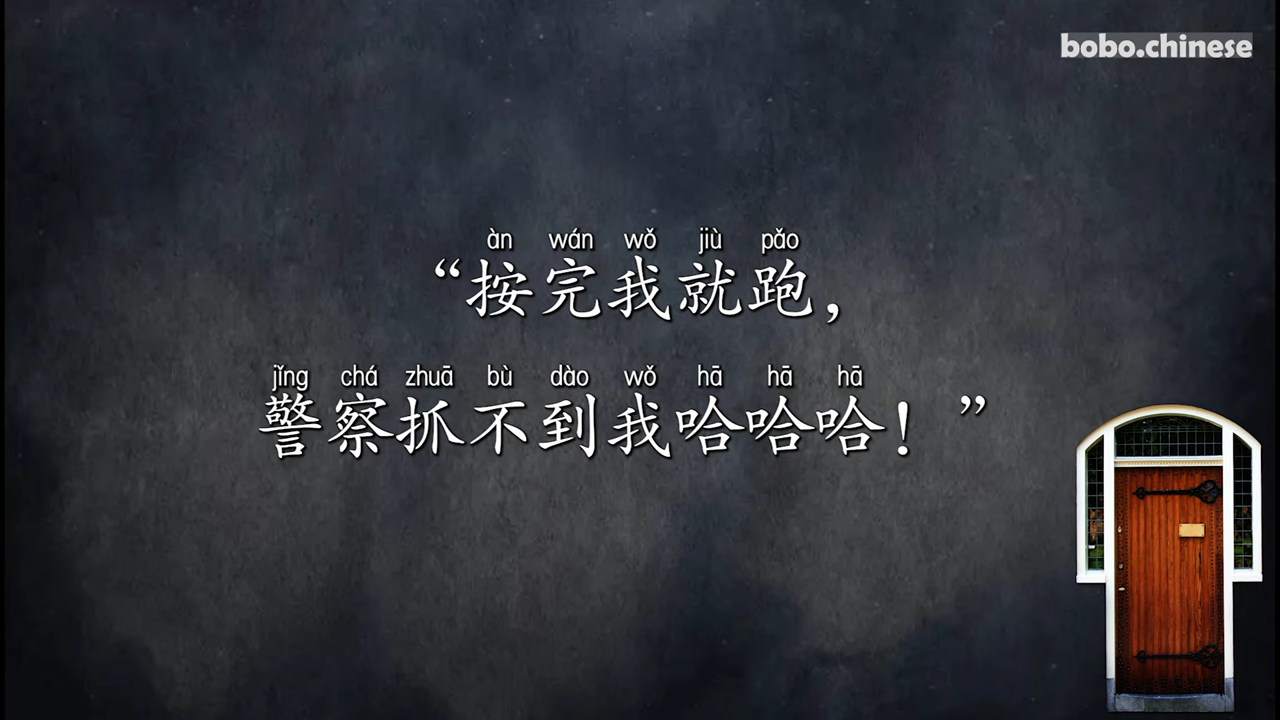 bobo.chinese
àn wán wǒ jiù pǎo
“按完我就跑，
jǐng chá zhuā bù dào wǒ hā hā hā
警察抓不到我哈哈哈！”